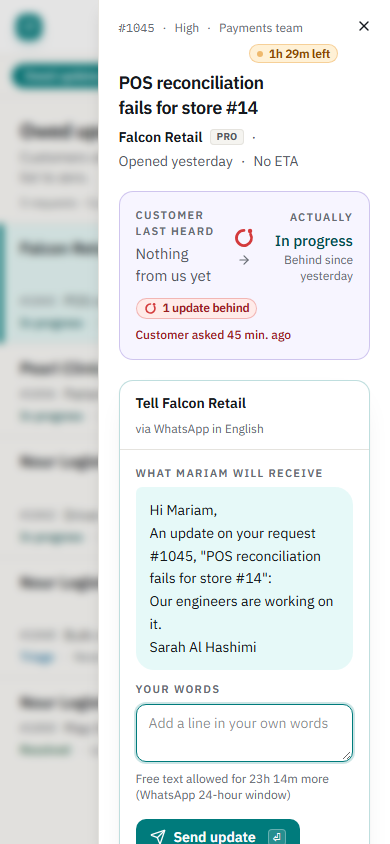 #1045 · High · Payments team
1h 29m left
POS reconciliation
fails for store #14
Falcon Retail PRO ·
Opened yesterday · No ETA
CUSTOMER
LAST HEARD
Nothing
from us yet
→
ACTUALLY
In progress
Behind since
yesterday
1 update behind
Customer asked 45 min. ago
Tell Falcon Retail
via WhatsApp in English
WHAT MARIAM WILL RECEIVE
Hi Mariam,
An update on your request
#1045, "POS reconciliation
fails for store #14":
Our engineers are working on
it.
Sarah Al Hashimi
YOUR WORDS
Add a line in your own words
Free text allowed for 23h 14m more
(WhatsApp 24-hour window)
Send update